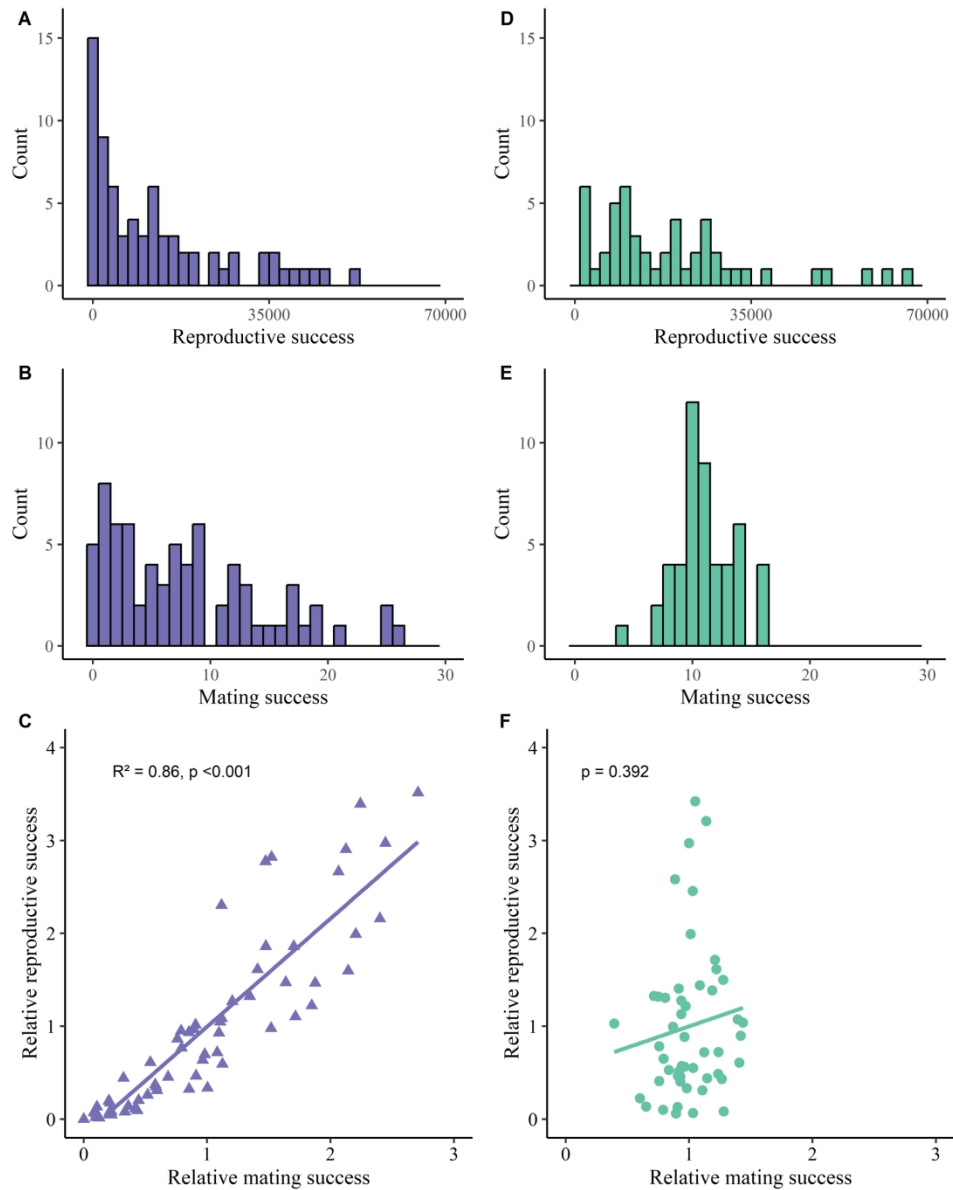 A
15
10
5
0
Count
0 35000 70000
Reproductive success
D
15
10
5
0
Count
0 35000 70000
Reproductive success
B
10
5
0
Count
0 10 20 30
Mating success
E
10
5
0
Count
0 10 20 30
Mating success
C
R² = 0.86, p <0.001
4
3
2
1
0
Relative reproductive success
0 1 2 3
Relative mating success
F
p = 0.392
4
3
2
1
0
Relative reproductive success
0 1 2 3
Relative mating success